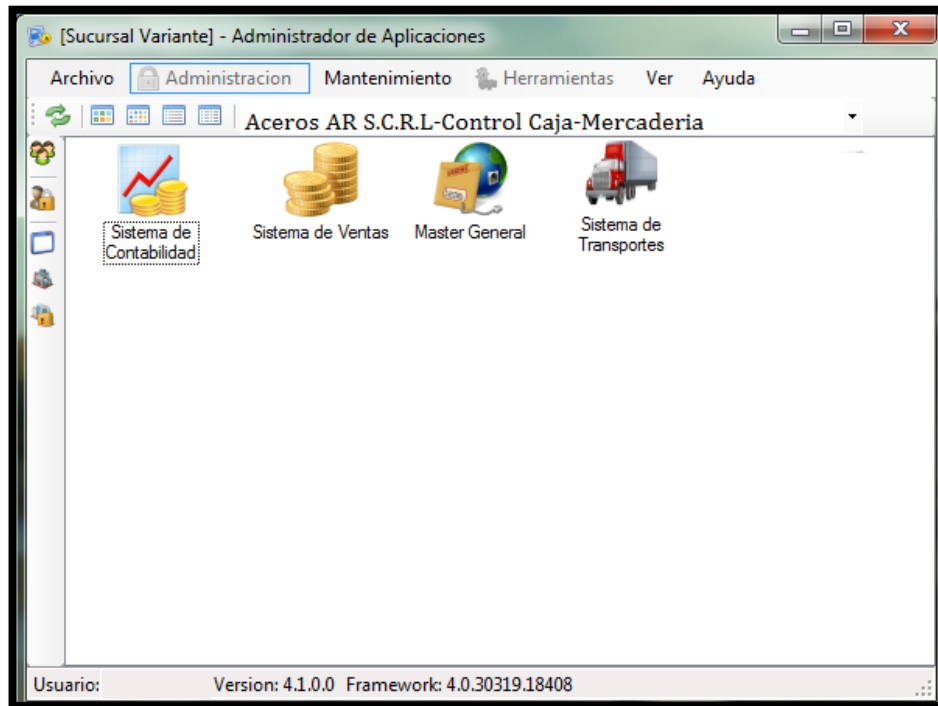 [Sucursal Variante] - Administrador de Aplicaciones
Archivo Administracion Mantenimiento Herramientas Ver Ayuda
Aceros AR S.C.R.L-Control Caja-Mercaderia
Sistema de
Contabilidad
Sistema de Ventas
Master General
Sistema de
Transportes
Usuario: Version: 4.1.0.0 Framework: 4.0.30319.18408